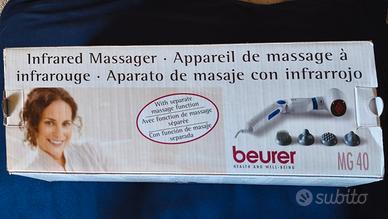 Infrared Massager · Appareil de massage à
infrarouge · Aparato de masaje con infrarrojo
With separate
massage function
Avec fonction de massage
séparée
Con función de masaje
separada
beurer
HEALTH AND WELL-BEING
MG 40
subito